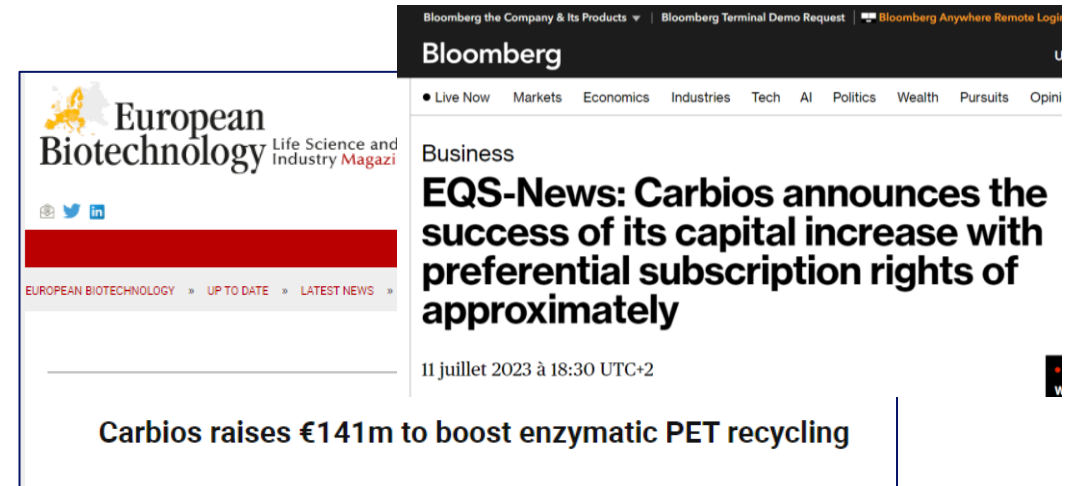 Bloomberg the Company & Its Products
Bloomberg Terminal Demo Request
Bloomberg Anywhere Remote Login
Bloomberg
Live Now Markets Economics Industries Tech AI Politics Wealth Pursuits
Business
EQS-News: Carbios announces the
success of its capital increase with
preferential subscription rights of
approximately
11 juillet 2023 à 18:30 UTC+2
European
Biotechnology
Life Science and
Industry
EUROPEAN BIOTECHNOLOGY » UP TO DATE » LATEST NEWS »
Carbios raises €141m to boost enzymatic PET recycling